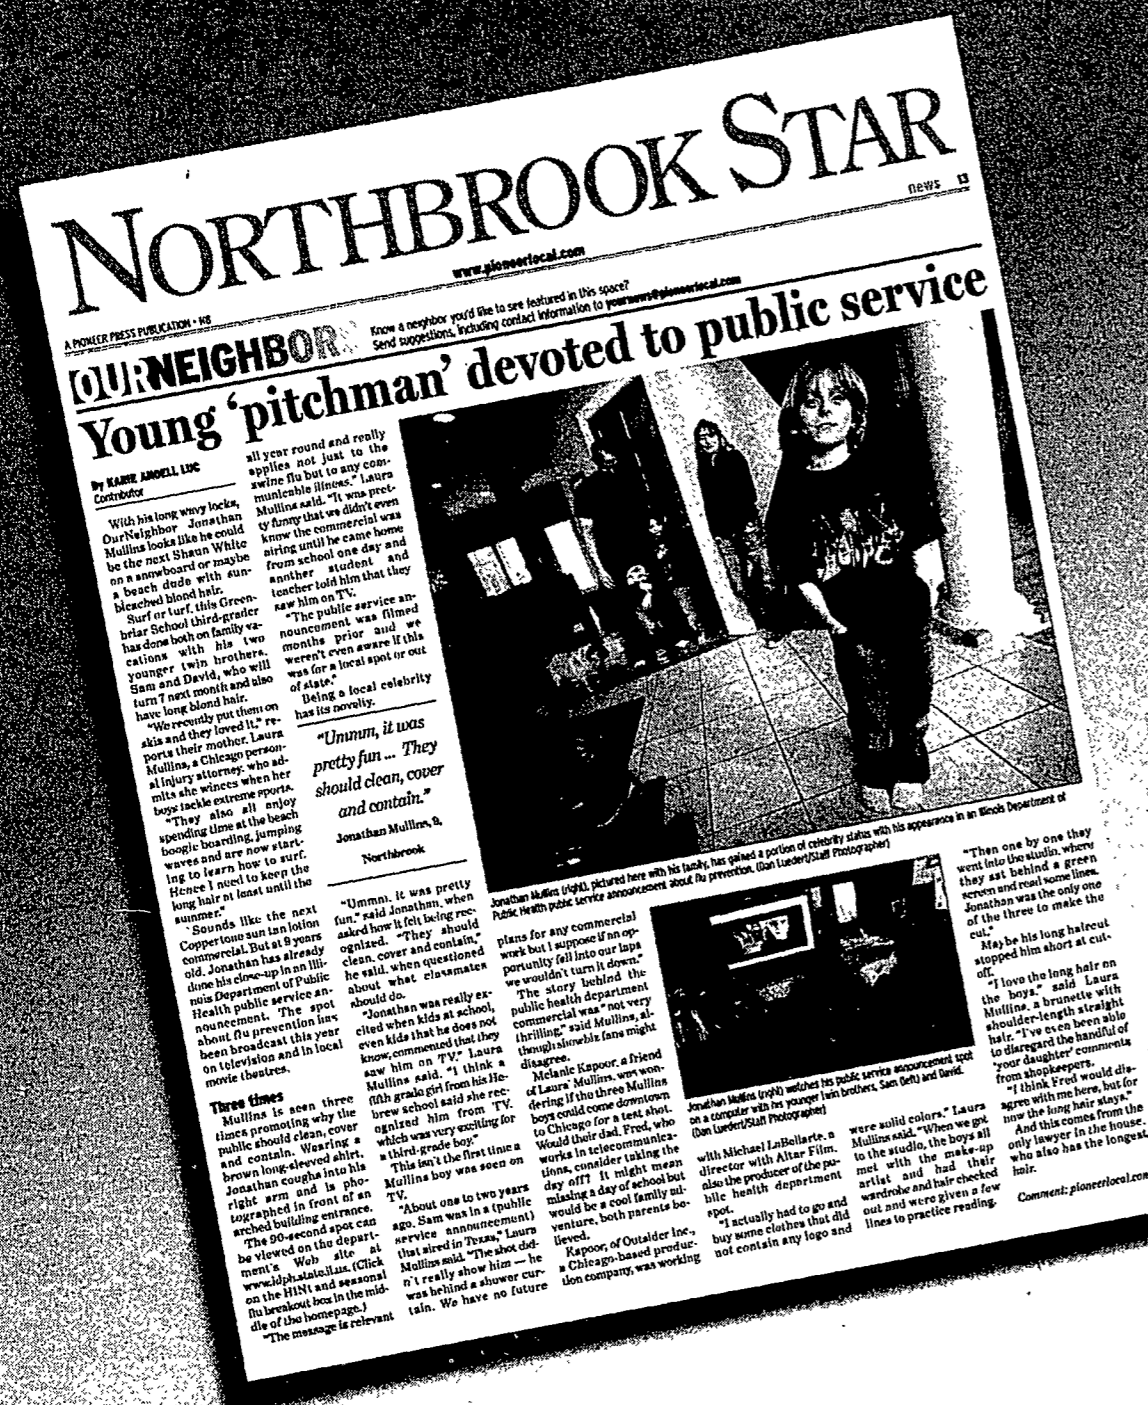 NORTHBROOK STAR
news 13
www.pioneerlocal.com
A PIONEER PRESS PUBLICATION • NB
OUR NEIGHBORS
Know a neighbor you'd like to see featured in this space?
Send suggestions, including contact information to yournews@pioneerlocal.com
Young 'pitchman' devoted to public service
By KARIE ANGELL LUC
Contributor
With his long wavy locks,
OurNeighbor Jonathan
Mullins looks like he could
be the next Shaun White
on a snowboard or maybe
a beach dude with sun-
bleached blond hair.
Surf or turf, this Green-
briar School third-grader
has done both on family va-
cations with his two
younger twin brothers,
Sam and David, who will
turn 7 next month and also
have long blond hair.
"We recently put them on
skis and they loved it," re-
ports their mother, Laura
Mullins, a Chicago person-
al injury attorney, who ad-
mits she winces when her
boys tackle extreme sports.
"They also all enjoy
spending time at the beach
boogie boarding, jumping
waves and are now start-
ing to learn how to surf.
Hence I need to keep the
long hair at least until the
summer."
Sounds like the next
Coppertone sun tan lotion
commercial. But at 9 years
old, Jonathan has already
done his close-up in an Illi-
nois Department of Public
Health public service an-
nouncement. The spot
about flu prevention has
been broadcast this year
on television and in local
movie theatres.
Three times
Mullins is seen three
times promoting why the
public should clean, cover
and contain. Wearing a
brown long-sleeved shirt,
Jonathan coughs into his
right arm and is pho-
tographed in front of an
arched building entrance.
The 90-second spot can
be viewed on the depart-
ment's Web site at
www.idph.state.il.us. (Click
on the H1N1 and seasonal
flu breakout box in the mid-
dle of the homepage.)
"The message is relevant
all year round and really
applies not just to the
swine flu but to any com-
municable illness," Laura
Mullins said. "It was pret-
ty funny that we didn't even
know the commercial was
airing until he came home
from school one day and
another student and
teacher told him that they
saw him on TV.
"The public service an-
nouncement was filmed
months prior and we
weren't even aware if this
was for a local spot or out
of state."
Being a local celebrity
has its novelty.
"Ummm, it was
pretty fun ... They
should clean, cover
and contain."
Jonathan Mullins, 9,
Northbrook
"Ummm, it was pretty
fun," said Jonathan, when
asked how it felt being rec-
ognized. "They should
clean, cover and contain,"
he said, when questioned
about what classmates
should do.
"Jonathan was really ex-
cited when kids at school,
even kids that he does not
know, commented that they
saw him on TV," Laura
Mullins said. "I think a
fifth grade girl from his He-
brew school said she rec-
ognized him from TV,
which was very exciting for
a third-grade boy."
This isn't the first time a
Mullins boy was seen on
TV.
"About one to two years
ago, Sam was in a (public
service announcement)
that aired in Texas," Laura
Mullins said. "The shot did-
n't really show him — he
was behind a shower cur-
tain. We have no future
Jonathan Mullins (right), pictured here with his family, has gained a portion of celebrity status with his appearance in an Illinois Department of
Public Health public service announcement about flu prevention. (Dan Luedert/Staff Photographer)
plans for any commercial
work but I suppose if an op-
portunity fell into our laps
we wouldn't turn it down."
The story behind the
public health department
commercial was "not very
thrilling," said Mullins, al-
though showbiz fans might
disagree.
Melanie Kapoor, a friend
of Laura Mullins, was won-
dering if the three Mullins
boys could come downtown
to Chicago for a test shot.
Would their dad, Fred, who
works in telecommunica-
tions, consider taking the
day off? It might mean
missing a day of school but
would be a cool family ad-
venture, both parents be-
lieved.
Kapoor, of Outsider Inc.,
a Chicago-based produc-
tion company, was working
Jonathan Mullins (right) watches his public service announcement spot
on a computer with his younger twin brothers, Sam (left) and David.
(Dan Luedert/Staff Photographer)
with Michael LaBellarte, a
director with Altar Film,
also the producer of the pu-
blic health department
spot.
"I actually had to go and
buy some clothes that did
not contain any logo and
were solid colors," Laura
Mullins said. "When we got
to the studio, the boys all
met with the make-up
artist and had their
wardrobe and hair checked
out and were given a few
lines to practice reading.
"Then one by one they
went into the studio, where
they sat behind a green
screen and read some lines.
Jonathan was the only one
of the three to make the
cut."
Maybe his long haircut
stopped him short at cut-
off.
"I love the long hair on
the boys," said Laura
Mullins, a brunette with
shoulder-length straight
hair. "I've even been able
to disregard the handful of
'your daughter' comments
from shopkeepers.
"I think Fred would dis-
agree with me here, but for
now the long hair stays."
And this comes from the
only lawyer in the house,
who also has the longest
hair.
Comment: pioneerlocal.com